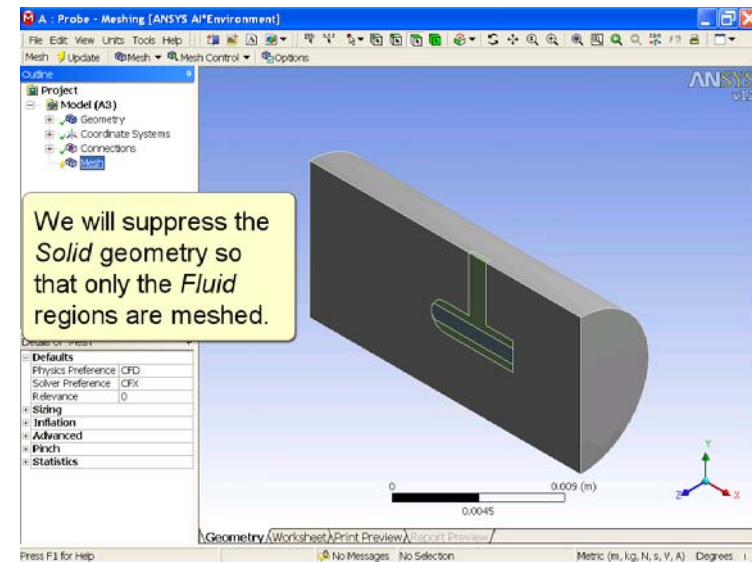 A : Probe - Meshing [ANSYS AI*Environment]
File Edit View Units Tools Help
Mesh Update Mesh Mesh Control Options
Outline
Project
Model (A3)
Geometry
Coordinate Systems
Connections
Mesh
ANSYS
v12
We will suppress the
Solid geometry so
that only the Fluid
regions are meshed.
Details of "Mesh"
Defaults
Physics Preference CFD
Solver Preference CFX
Relevance 0
Sizing
Inflation
Advanced
Pinch
Statistics
0 0.009 (m)
0.0045
Y
Z X
Geometry Worksheet Print Preview Report Preview
Press F1 for Help No Messages No Selection Metric (m, kg, N, s, V, A) Degrees